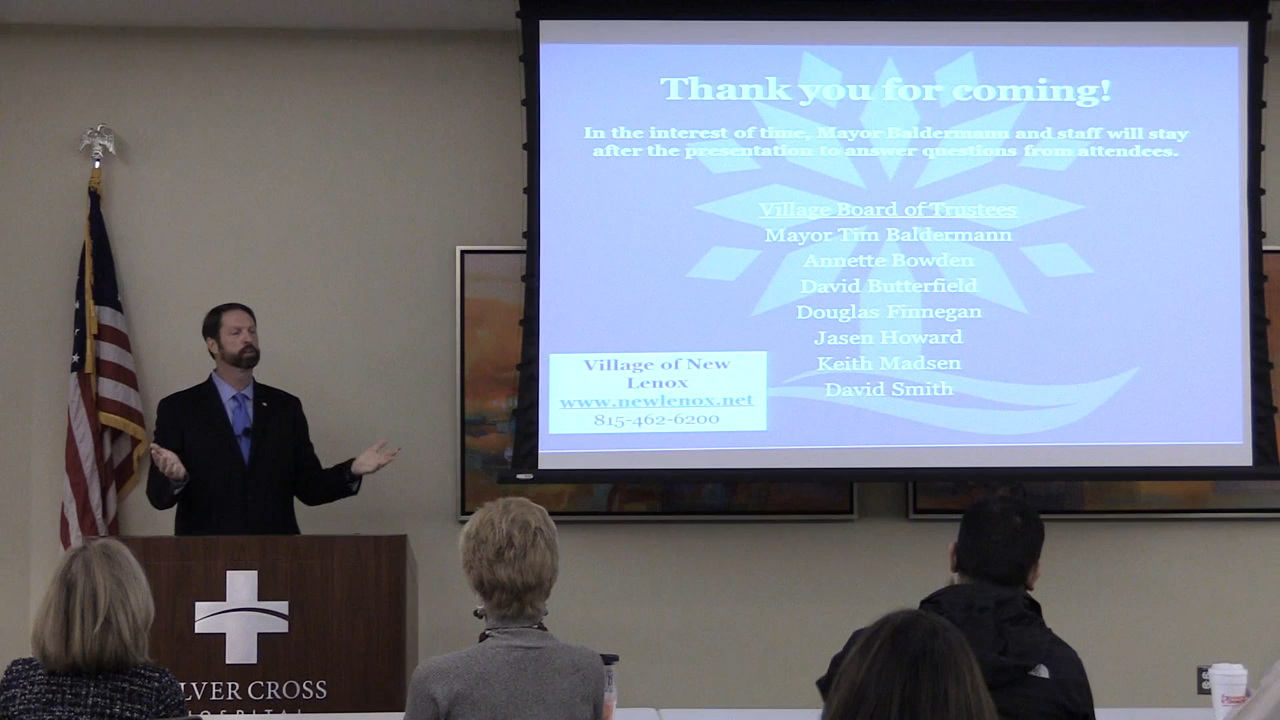 Thank you for coming!
In the interest of time, Mayor Baldermann and staff will stay
after the presentation to answer questions from attendees.
Village Board of Trustees
Mayor Tim Baldermann
Annette Bowden
David Butterfield
Douglas Finnegan
Jasen Howard
Keith Madsen
David Smith
Village of New
Lenox
www.newlenox.net
815-462-6200
LVER CROSS
HOSPITAL